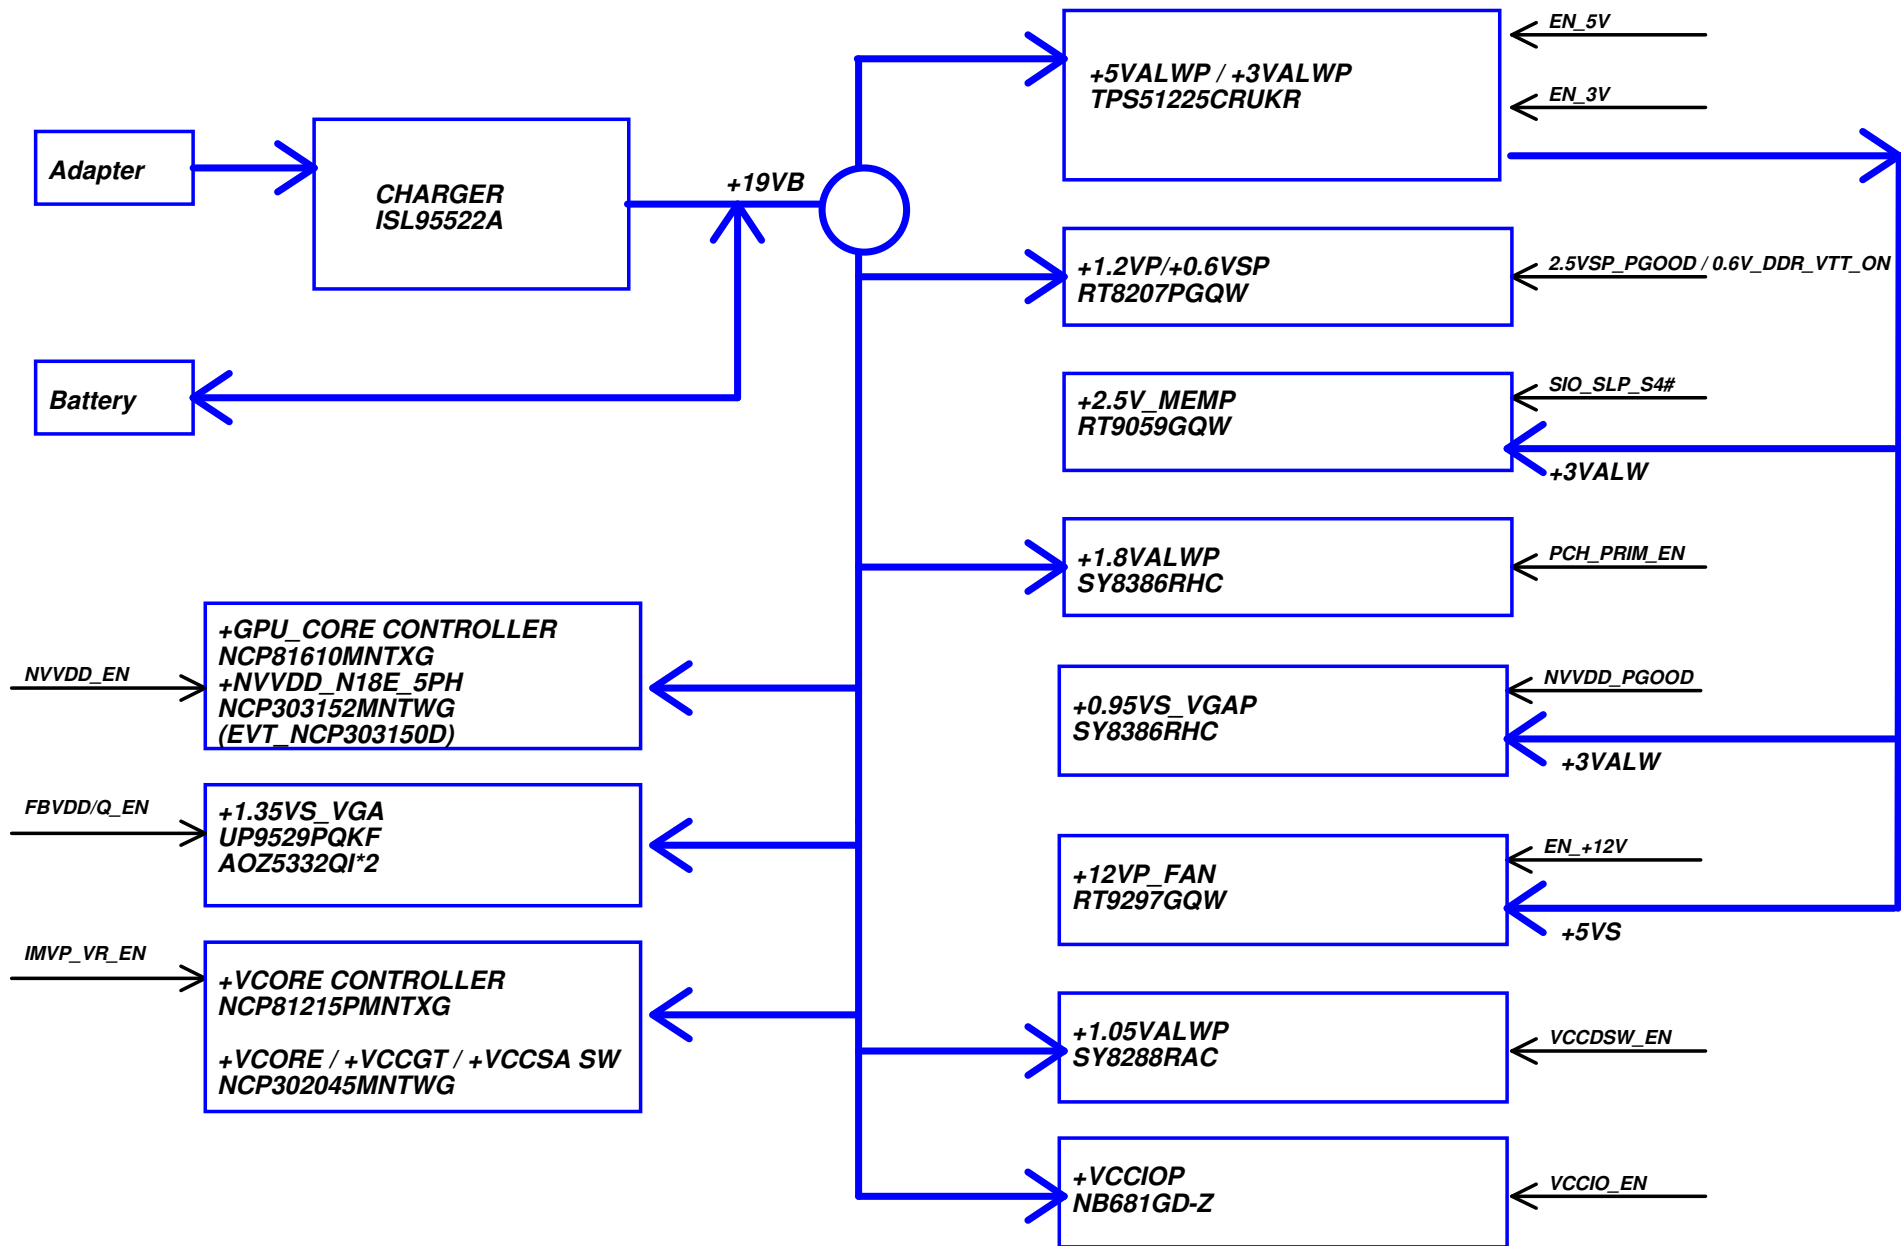 Adapter
CHARGER
ISL95522A
+19VB
Battery
+5VALWP / +3VALWP
TPS51225CRUKR
EN_5V
EN_3V
+1.2VP/+0.6VSP
RT8207PGQW
2.5VSP_PGOOD / 0.6V_DDR_VTT_ON
+2.5V_MEMP
RT9059GQW
SIO_SLP_S4#
+3VALW
+1.8VALWP
SY8386RHC
PCH_PRIM_EN
NVVDD_EN
+GPU_CORE CONTROLLER
NCP81610MNTXG
+NVVDD_N18E_5PH
NCP303152MNTWG
(EVT_NCP303150D)
+0.95VS_VGAP
SY8386RHC
NVVDD_PGOOD
+3VALW
FBVDD/Q_EN
+1.35VS_VGA
UP9529PQKF
AOZ5332QI*2
+12VP_FAN
RT9297GQW
EN_+12V
+5VS
IMVP_VR_EN
+VCORE CONTROLLER
NCP81215PMNTXG
+VCORE / +VCCGT / +VCCSA SW
NCP302045MNTWG
+1.05VALWP
SY8288RAC
VCCDSW_EN
+VCCIOP
NB681GD-Z
VCCIO_EN